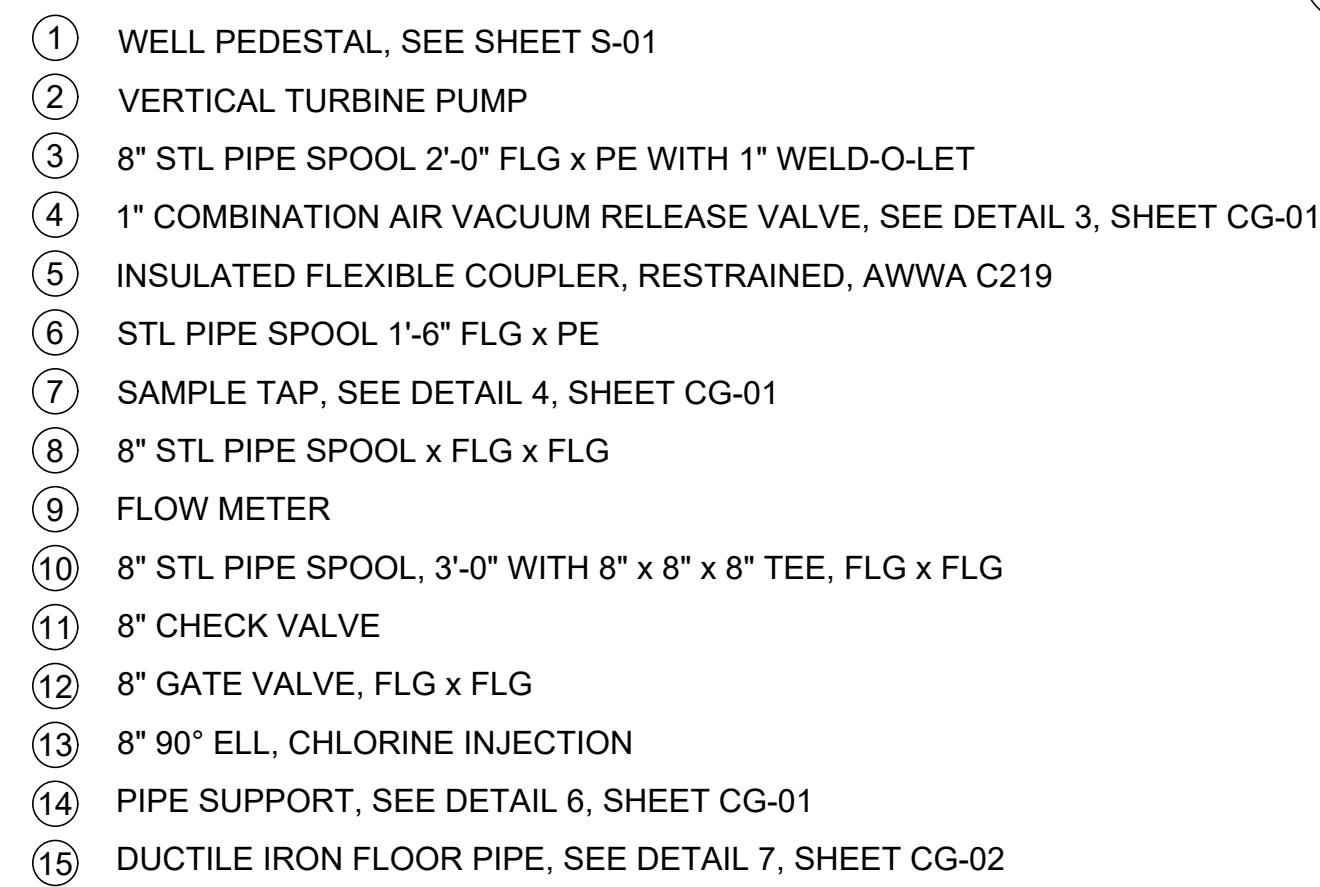 1 WELL PEDESTAL, SEE SHEET S-01
2 VERTICAL TURBINE PUMP
3 8" STL PIPE SPOOL 2'-0" FLG x PE WITH 1" WELD-O-LET
4 1" COMBINATION AIR VACUUM RELEASE VALVE, SEE DETAIL 3, SHEET CG-01
5 INSULATED FLEXIBLE COUPLER, RESTRAINED, AWWA C219
6 STL PIPE SPOOL 1'-6" FLG x PE
7 SAMPLE TAP, SEE DETAIL 4, SHEET CG-01
8 8" STL PIPE SPOOL x FLG x FLG
9 FLOW METER
10 8" STL PIPE SPOOL, 3'-0" WITH 8" x 8" x 8" TEE, FLG x FLG
11 8" CHECK VALVE
12 8" GATE VALVE, FLG x FLG
13 8" 90° ELL, CHLORINE INJECTION
14 PIPE SUPPORT, SEE DETAIL 6, SHEET CG-01
15 DUCTILE IRON FLOOR PIPE, SEE DETAIL 7, SHEET CG-02